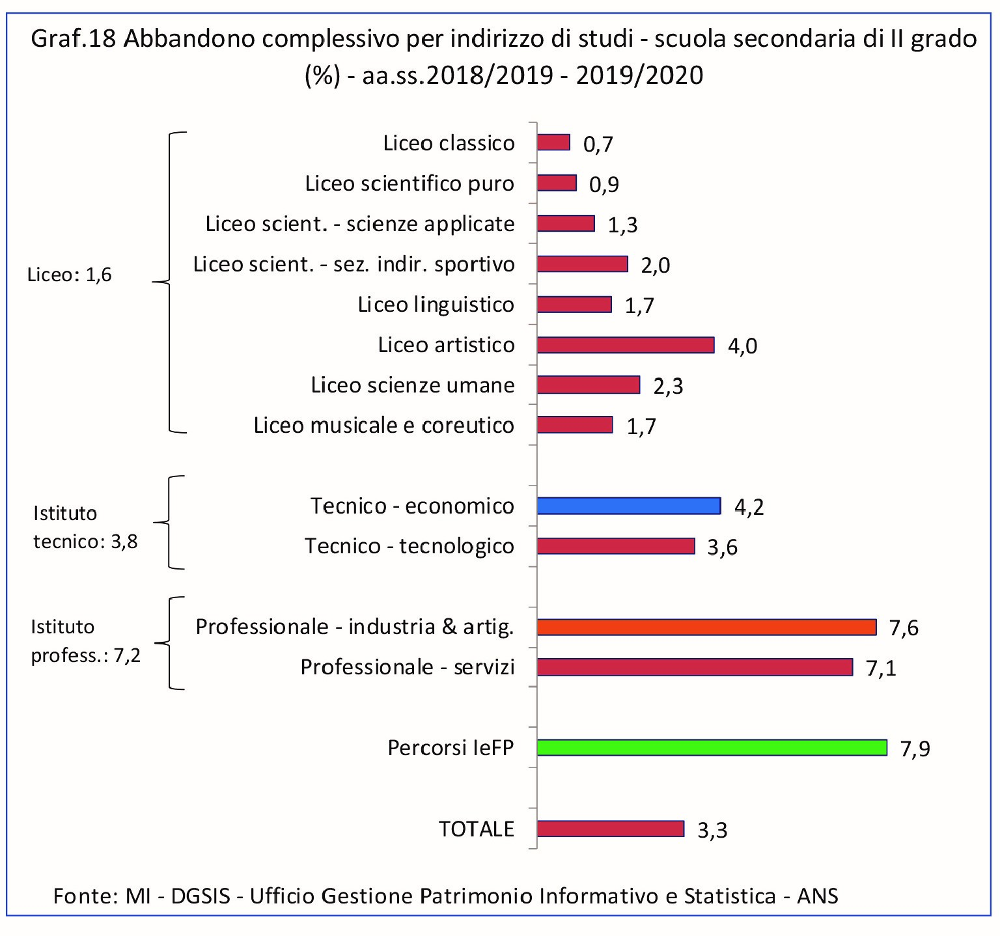 Graf.18 Abbandono complessivo per indirizzo di studi - scuola secondaria di II grado
(%) - aa.ss.2018/2019 - 2019/2020
Liceo: 1,6
Liceo classico 0,7
Liceo scientifico puro 0,9
Liceo scient. - scienze applicate 1,3
Liceo scient. - sez. indir. sportivo 2,0
Liceo linguistico 1,7
Liceo artistico 4,0
Liceo scienze umane 2,3
Liceo musicale e coreutico 1,7
Istituto
tecnico: 3,8
Tecnico - economico 4,2
Tecnico - tecnologico 3,6
Istituto
profess.: 7,2
Professionale - industria & artig. 7,6
Professionale - servizi 7,1
Percorsi IeFP 7,9
TOTALE 3,3
Fonte: MI - DGSIS - Ufficio Gestione Patrimonio Informativo e Statistica - ANS